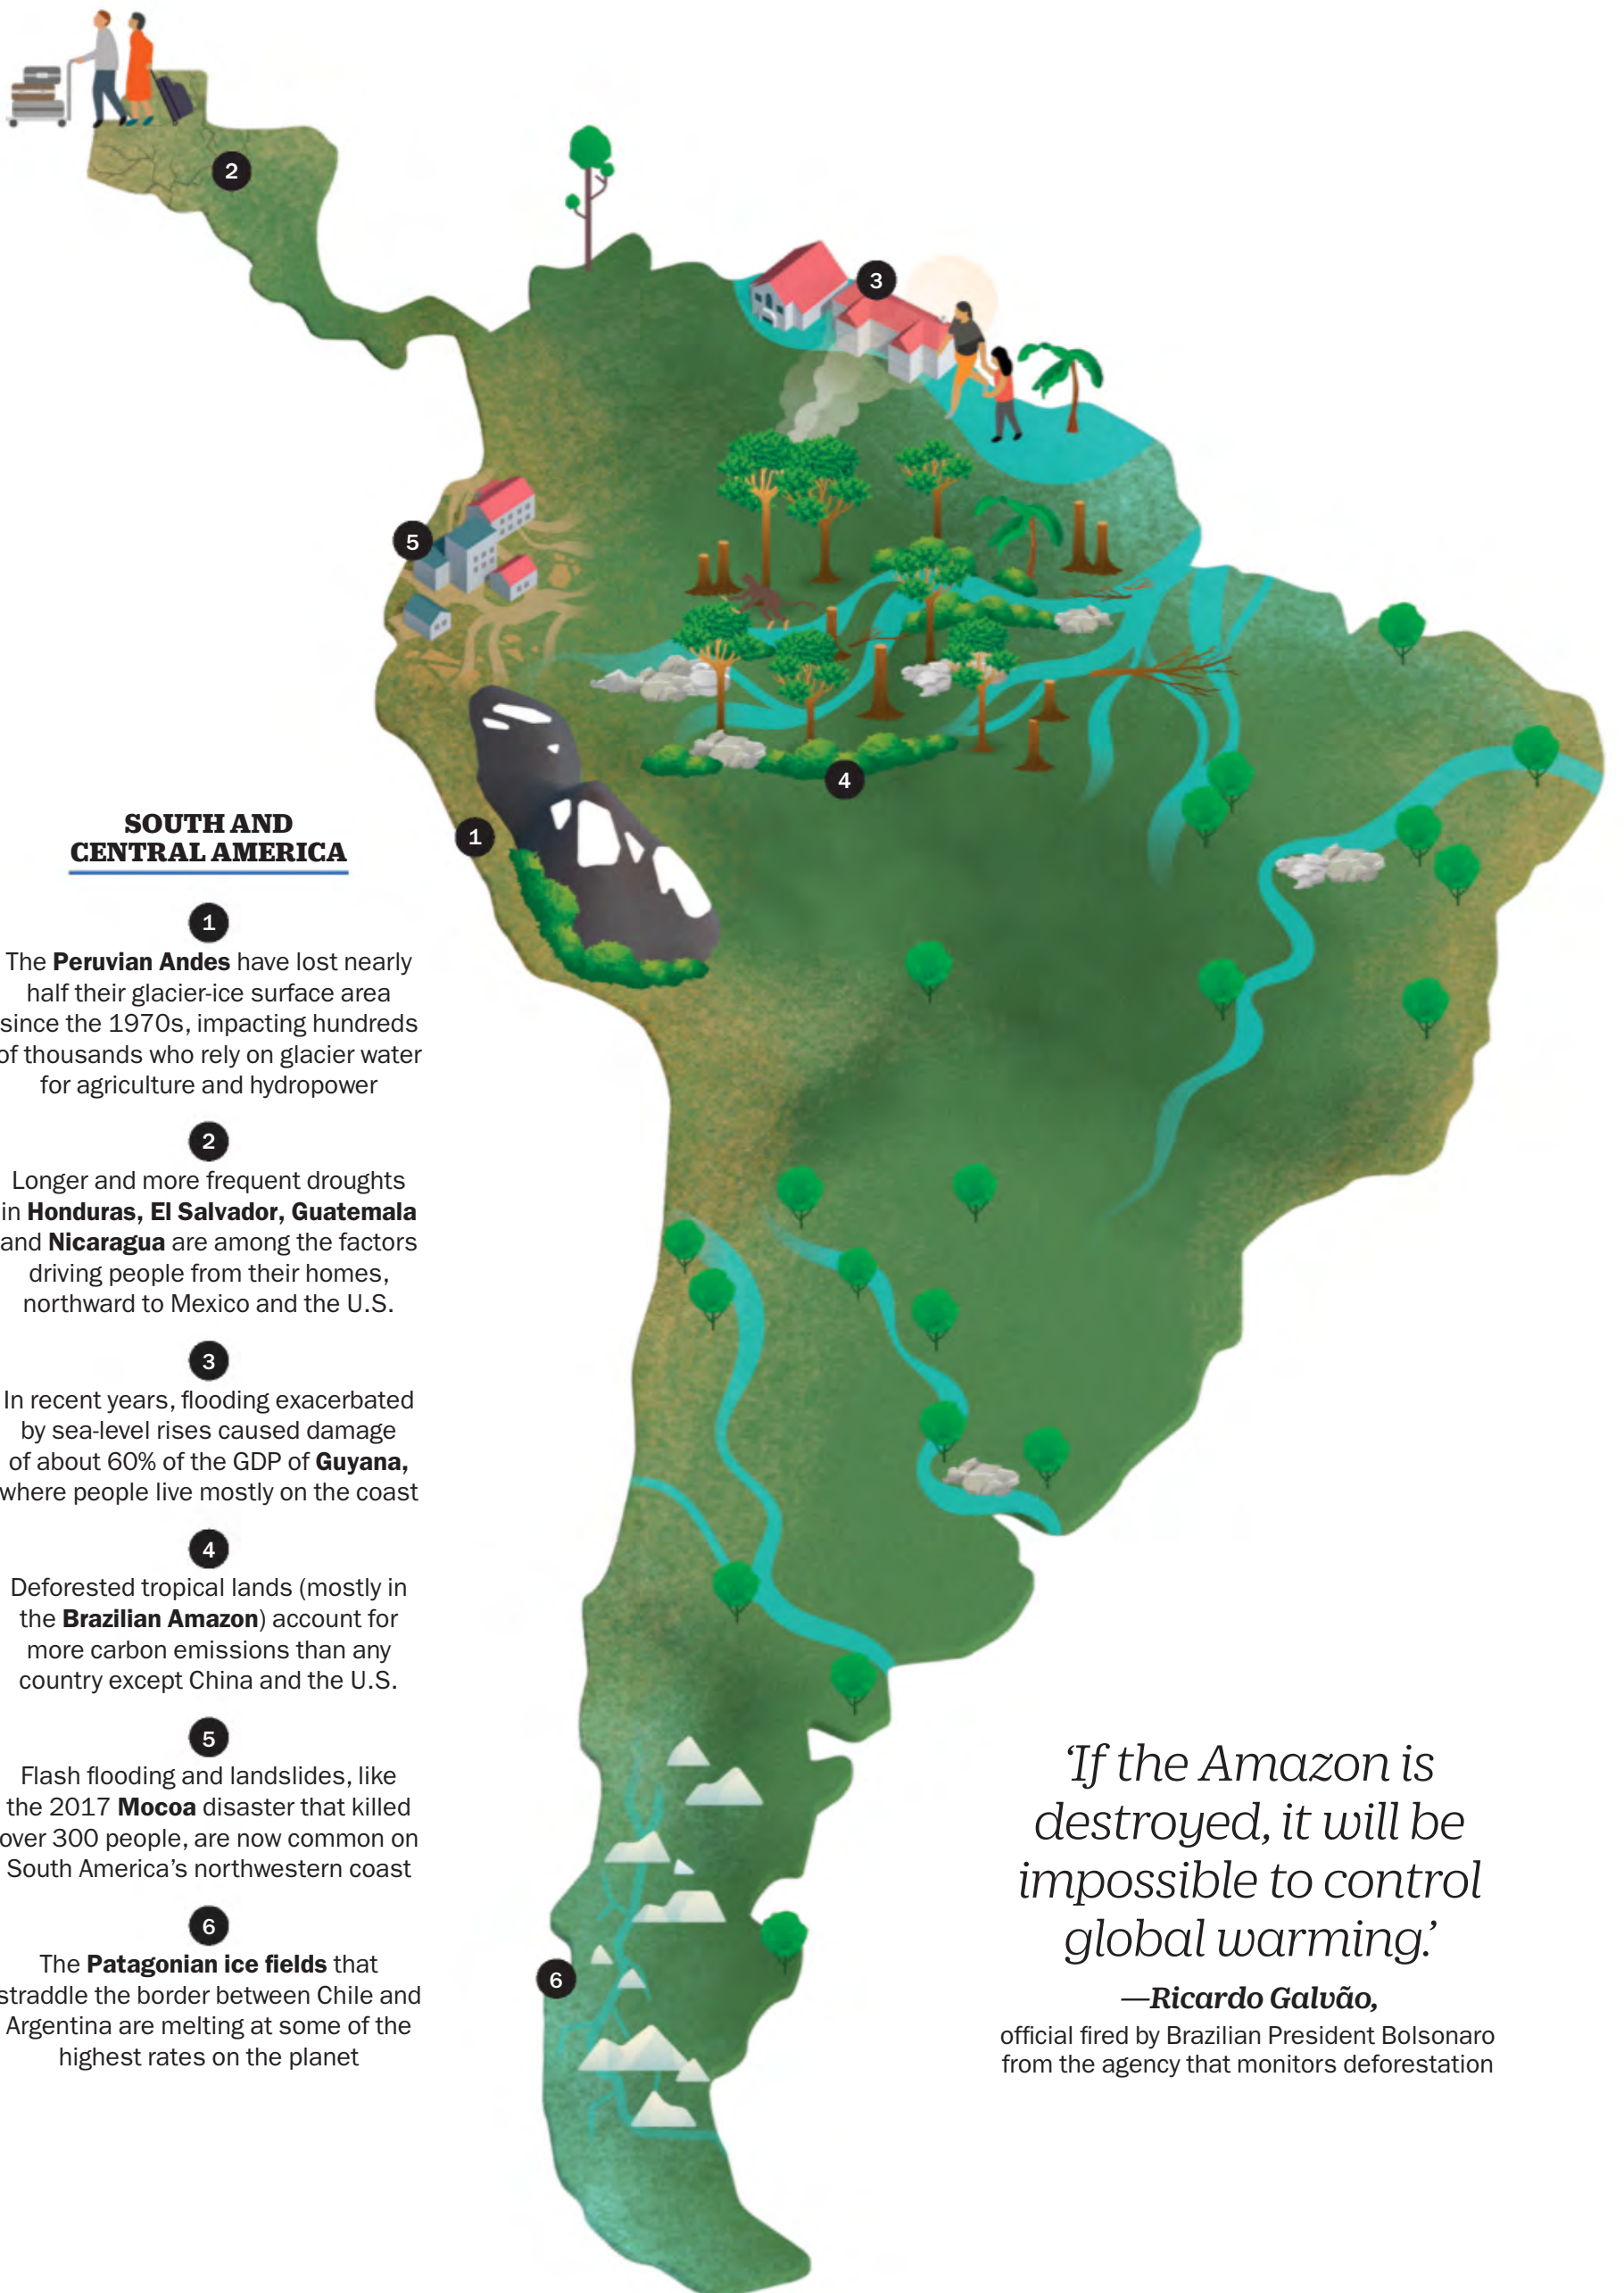 2
3
5
4
1
6
SOUTH AND
CENTRAL AMERICA
1
The Peruvian Andes have lost nearly
half their glacier-ice surface area
since the 1970s, impacting hundreds
of thousands who rely on glacier water
for agriculture and hydropower
2
Longer and more frequent droughts
in Honduras, El Salvador, Guatemala
and Nicaragua are among the factors
driving people from their homes,
northward to Mexico and the U.S.
3
In recent years, flooding exacerbated
by sea-level rises caused damage
of about 60% of the GDP of Guyana,
where people live mostly on the coast
4
Deforested tropical lands (mostly in
the Brazilian Amazon) account for
more carbon emissions than any
country except China and the U.S.
5
Flash flooding and landslides, like
the 2017 Mocoa disaster that killed
over 300 people, are now common on
South America’s northwestern coast
6
The Patagonian ice fields that
straddle the border between Chile and
Argentina are melting at some of the
highest rates on the planet
‘If the Amazon is
destroyed, it will be
impossible to control
global warming.’
—Ricardo Galvão,
official fired by Brazilian President Bolsonaro
from the agency that monitors deforestation